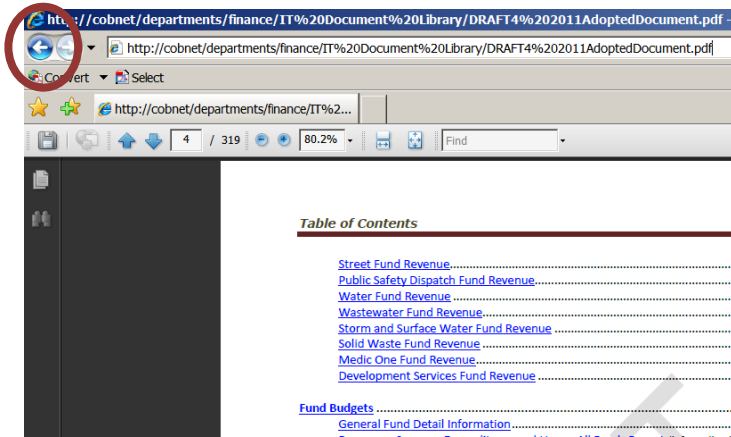 http://cobnet/departments/finance/IT%20Document%20Library/DRAFT4%202011AdoptedDocument.pdf -
http://cobnet/departments/finance/IT%20Document%20Library/DRAFT4%202011AdoptedDocument.pdf
Convert Select
http://cobnet/departments/finance/IT%2...
4 / 319 80.2% Find
Table of Contents
Street Fund Revenue
Public Safety Dispatch Fund Revenue
Water Fund Revenue
Wastewater Fund Revenue
Storm and Surface Water Fund Revenue
Solid Waste Fund Revenue
Medic One Fund Revenue
Development Services Fund Revenue
Fund Budgets
General Fund Detail Information